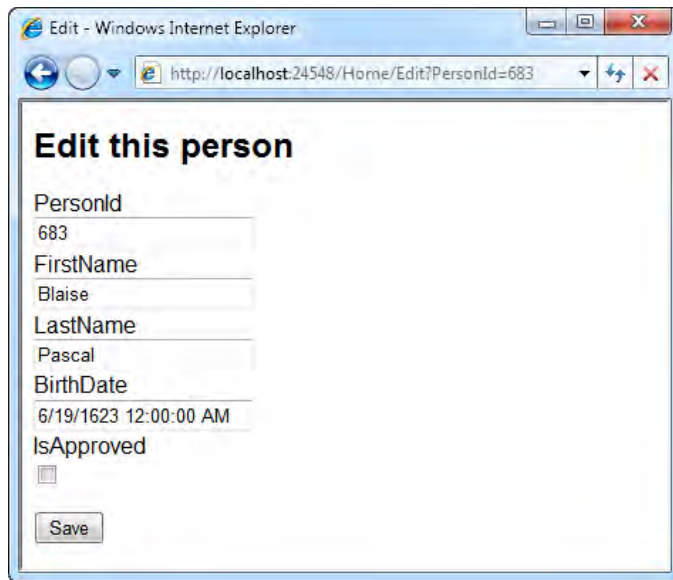 Edit - Windows Internet Explorer
http://localhost:24548/Home/Edit?PersonId=683
Edit this person
PersonId
683
FirstName
Blaise
LastName
Pascal
BirthDate
6/19/1623 12:00:00 AM
IsApproved
Save